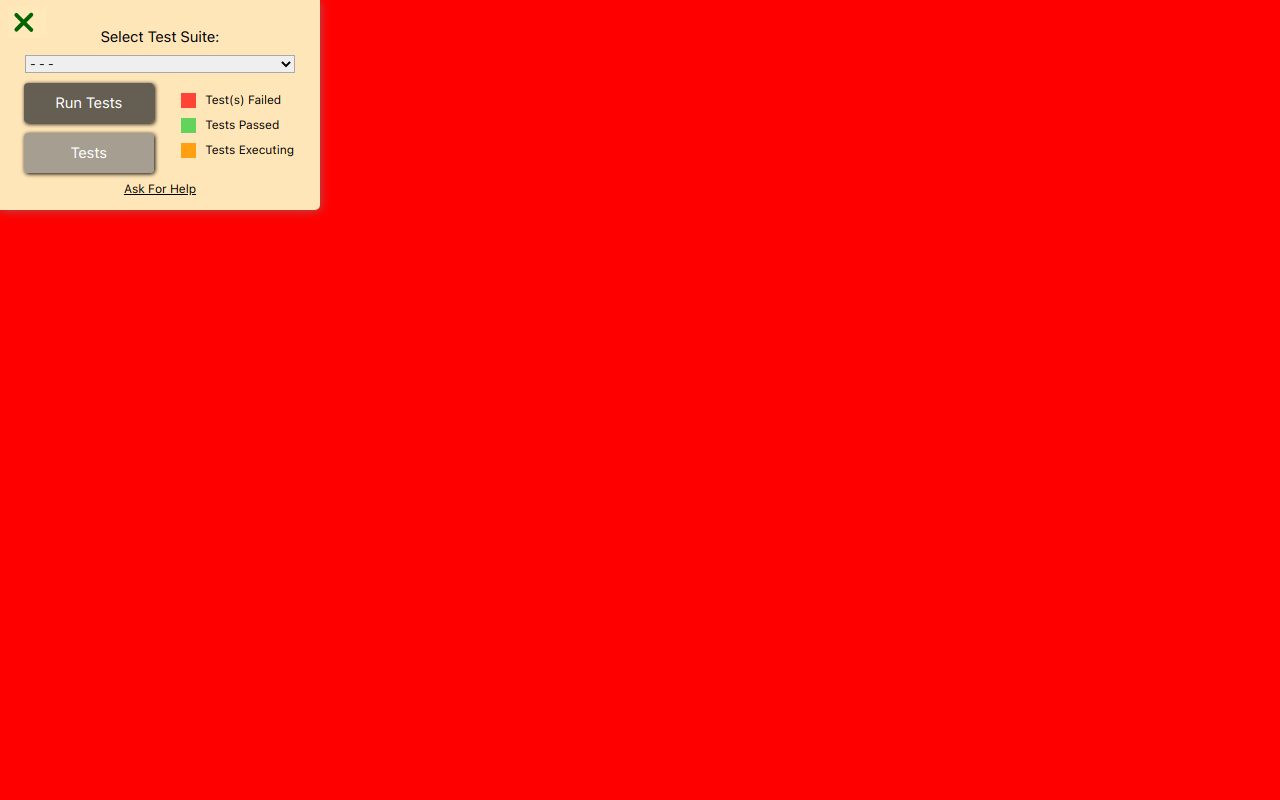 Select Test Suite:
- - -
Run Tests
Test(s) Failed
Tests Passed
Tests
Tests Executing
Ask For Help